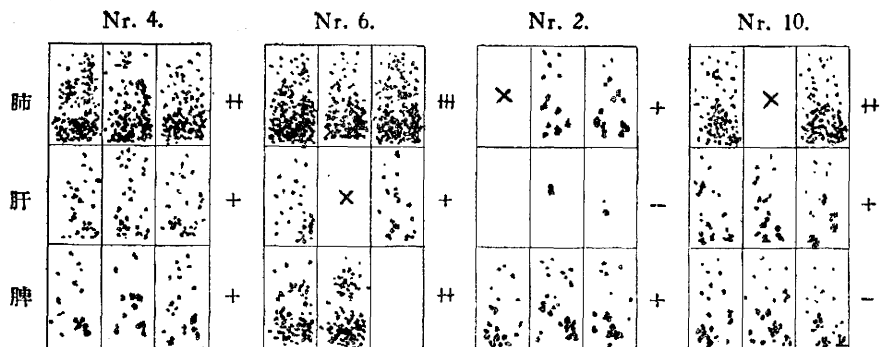 Nr. 4. Nr. 6. Nr. 2. Nr. 10.
肺 ++ × +++ × + × ++
肝 + × + − +
脾 + ++ + −